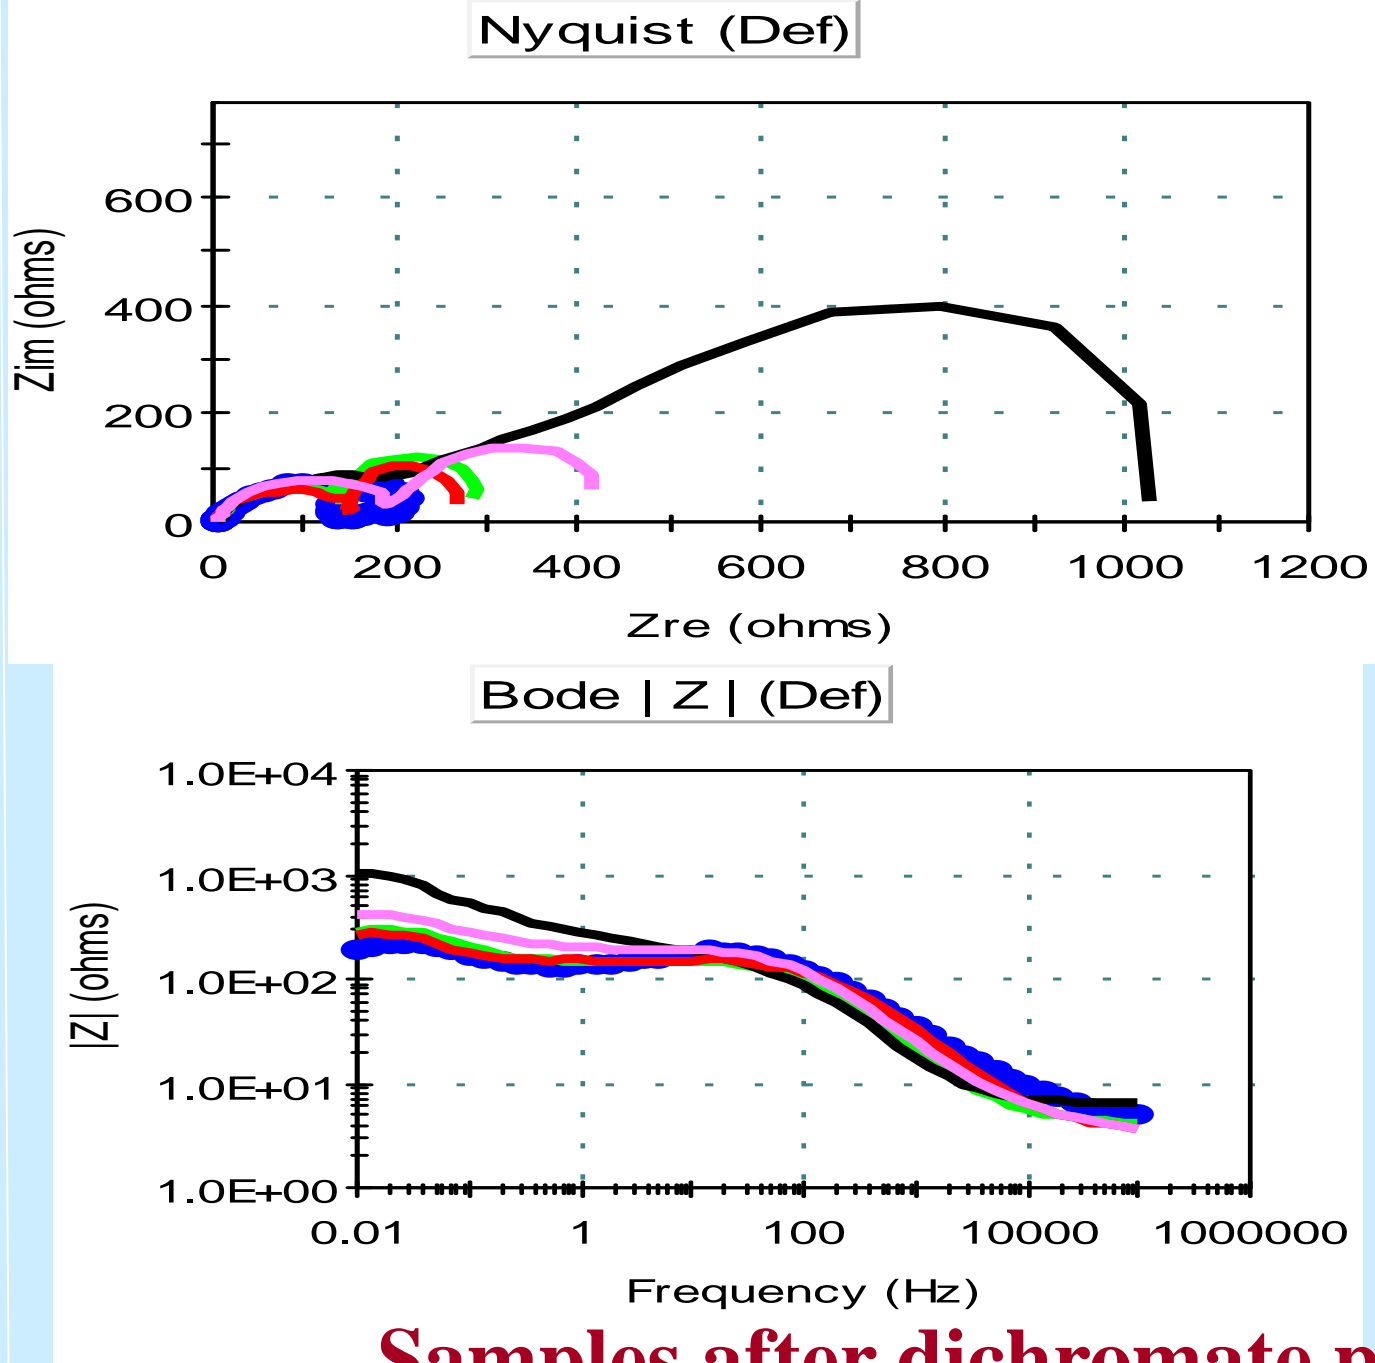 Nyquist (Def)
600
400
200
0
Zim (ohms)
0 200 400 600 800 1000 1200
Zre (ohms)
Bode | Z | (Def)
1.0E+04
1.0E+03
1.0E+02
1.0E+01
1.0E+00
|Z| (ohms)
0.01 1 100 10000 1000000
Frequency (Hz)
Samples after dichromate p